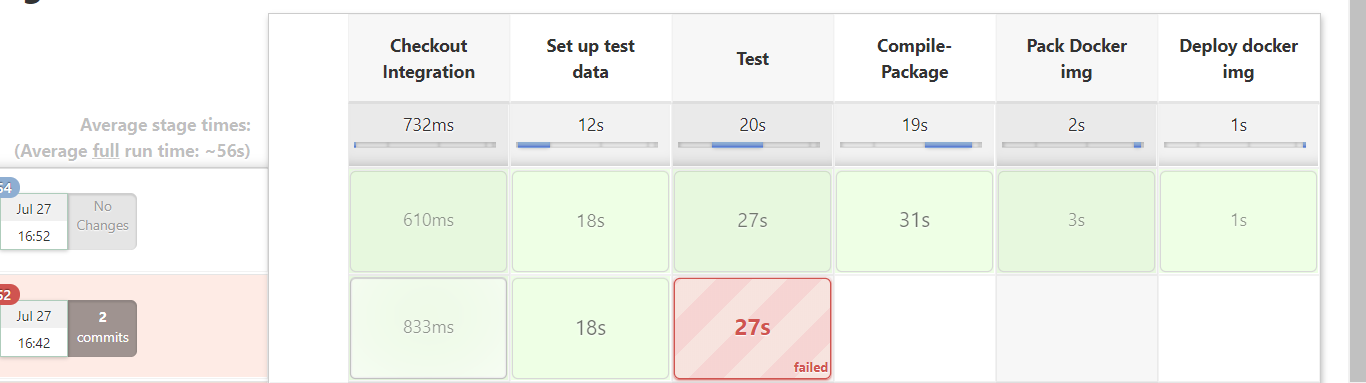 Checkout
Integration
Set up test
data
Test
Compile-
Package
Pack Docker
img
Deploy docker
img
Average stage times:
(Average full run time: ~56s)
732ms
12s
20s
19s
2s
1s
54
Jul 27
16:52
No
Changes
610ms
18s
27s
31s
3s
1s
52
Jul 27
16:42
2
commits
833ms
18s
27s
failed